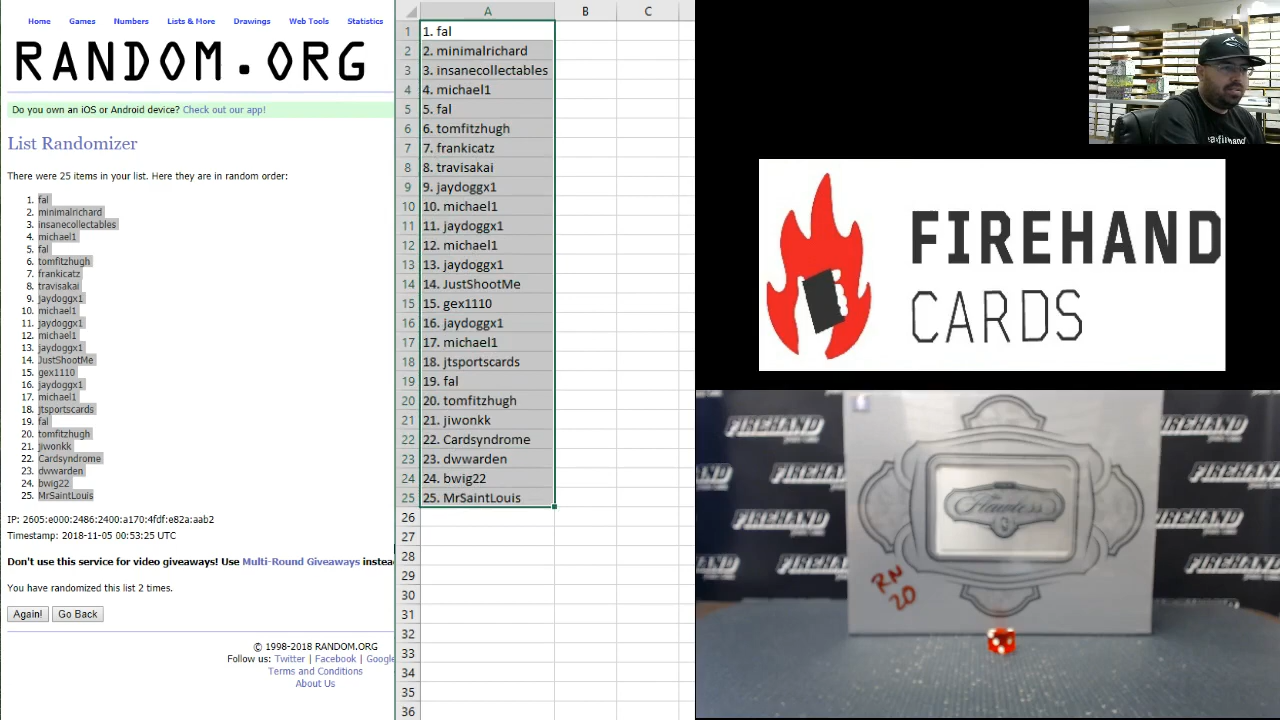 Home Games Numbers Lists & More Drawings Web Tools Statistics
RANDOM.ORG
Do you own an iOS or Android device? Check out our app!
List Randomizer
There were 25 items in your list. Here they are in random order:
1. fal
2. minimalrichard
3. insanecollectables
4. michael1
5. fal
6. tomfitzhugh
7. frankicatz
8. travisakai
9. jaydoggx1
10. michael1
11. jaydoggx1
12. michael1
13. jaydoggx1
14. JustShootMe
15. gex1110
16. jaydoggx1
17. michael1
18. jtsportscards
19. fal
20. tomfitzhugh
21. jiwonkk
22. Cardsyndrome
23. dwwarden
24. bwig22
25. MrSaintLouis
IP: 2605:e000:2486:2400:a170:4fdf:e82a:aab2
Timestamp: 2018-11-05 00:53:25 UTC
Don't use this service for video giveaways! Use Multi-Round Giveaways instea
You have randomized this list 2 times.
Again! Go Back
© 1998-2018 RANDOM.ORG
Follow us: Twitter | Facebook | Google
Terms and Conditions
About Us
A B C
1 1. fal
2 2. minimalrichard
3 3. insanecollectables
4 4. michael1
5 5. fal
6 6. tomfitzhugh
7 7. frankicatz
8 8. travisakai
9 9. jaydoggx1
10 10. michael1
11 11. jaydoggx1
12 12. michael1
13 13. jaydoggx1
14 14. JustShootMe
15 15. gex1110
16 16. jaydoggx1
17 17. michael1
18 18. jtsportscards
19 19. fal
20 20. tomfitzhugh
21 21. jiwonkk
22 22. Cardsyndrome
23 23. dwwarden
24 24. bwig22
25 25. MrSaintLouis
26
27
28
29
30
31
32
33
34
35
36
FIREHAND
CARDS
FIREHAND
FIREHAND
FIREHAND
FIREHAND
Flawless
RN
20